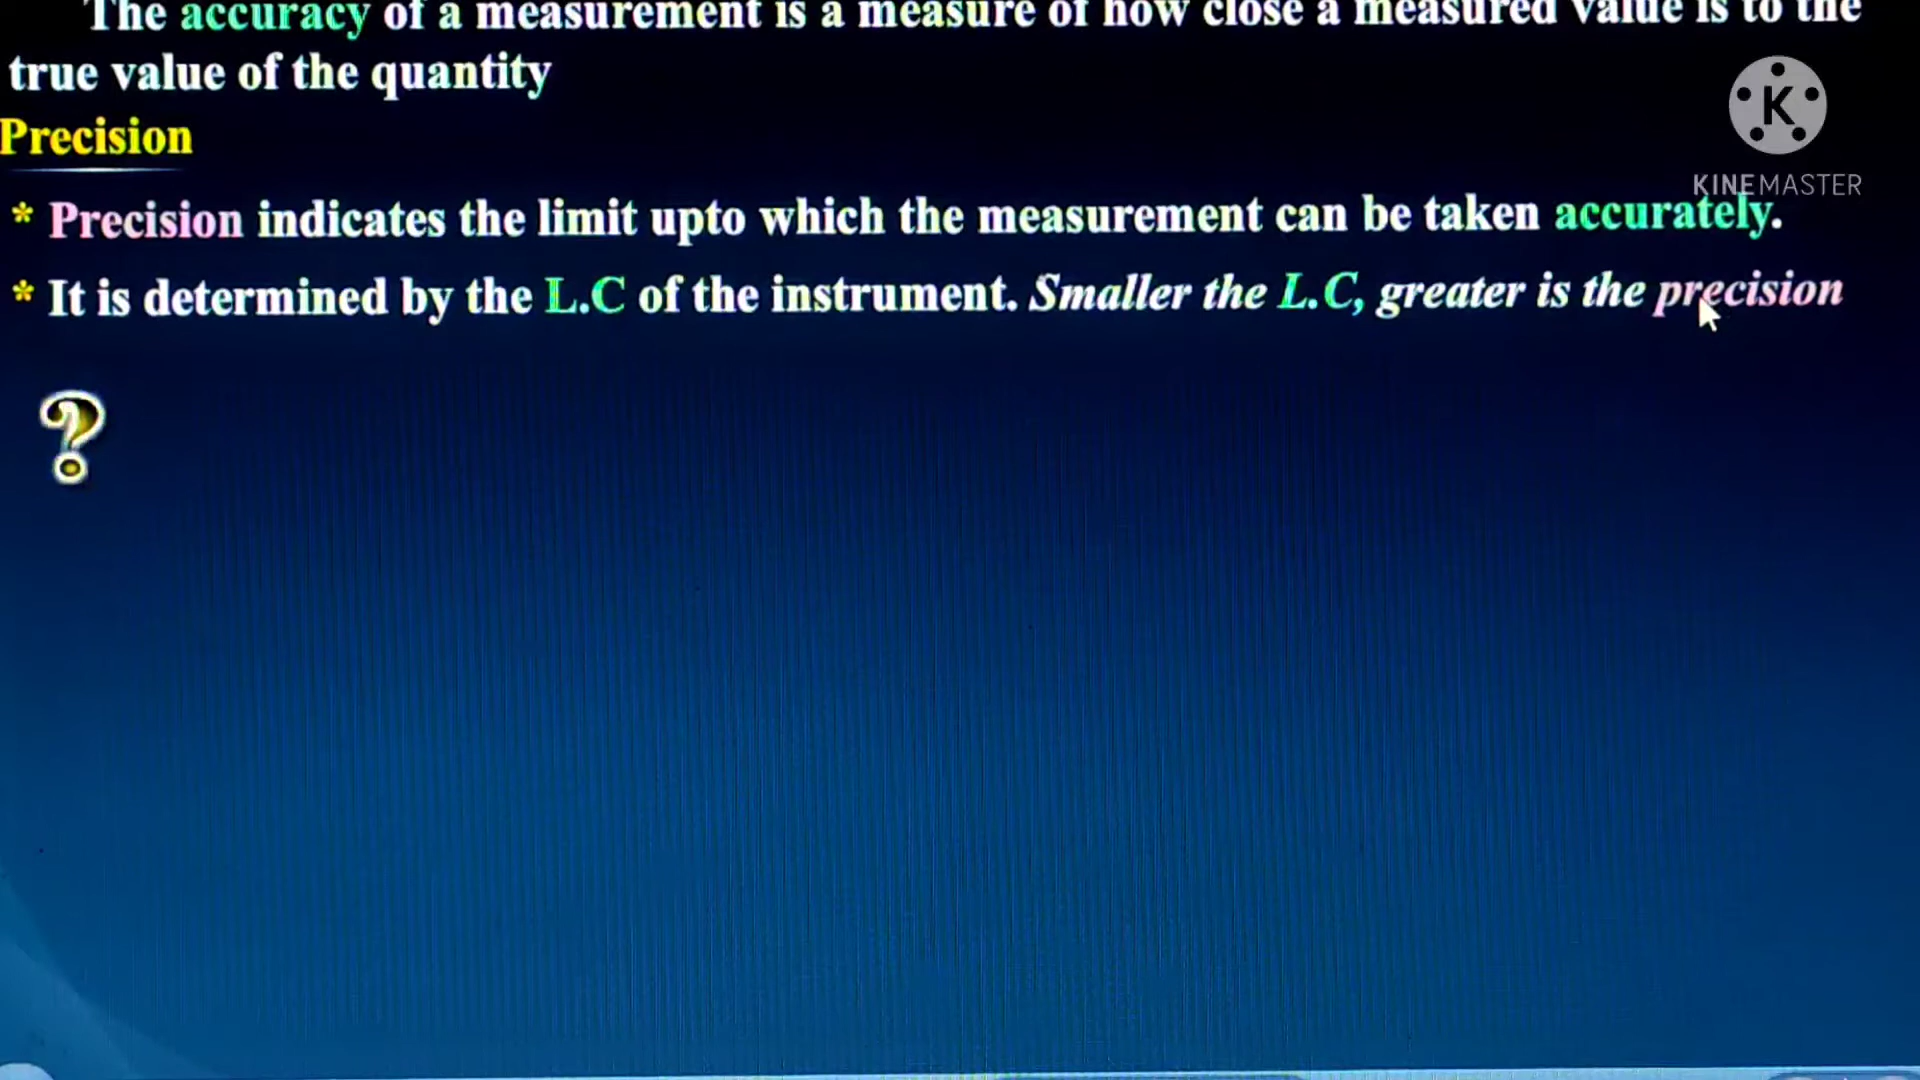 The accuracy of a measurement is a measure of how close a measured value is to the
true value of the quantity
Precision
K
KINEMASTER
* Precision indicates the limit upto which the measurement can be taken accurately.
* It is determined by the L.C of the instrument. Smaller the L.C, greater is the precision
?